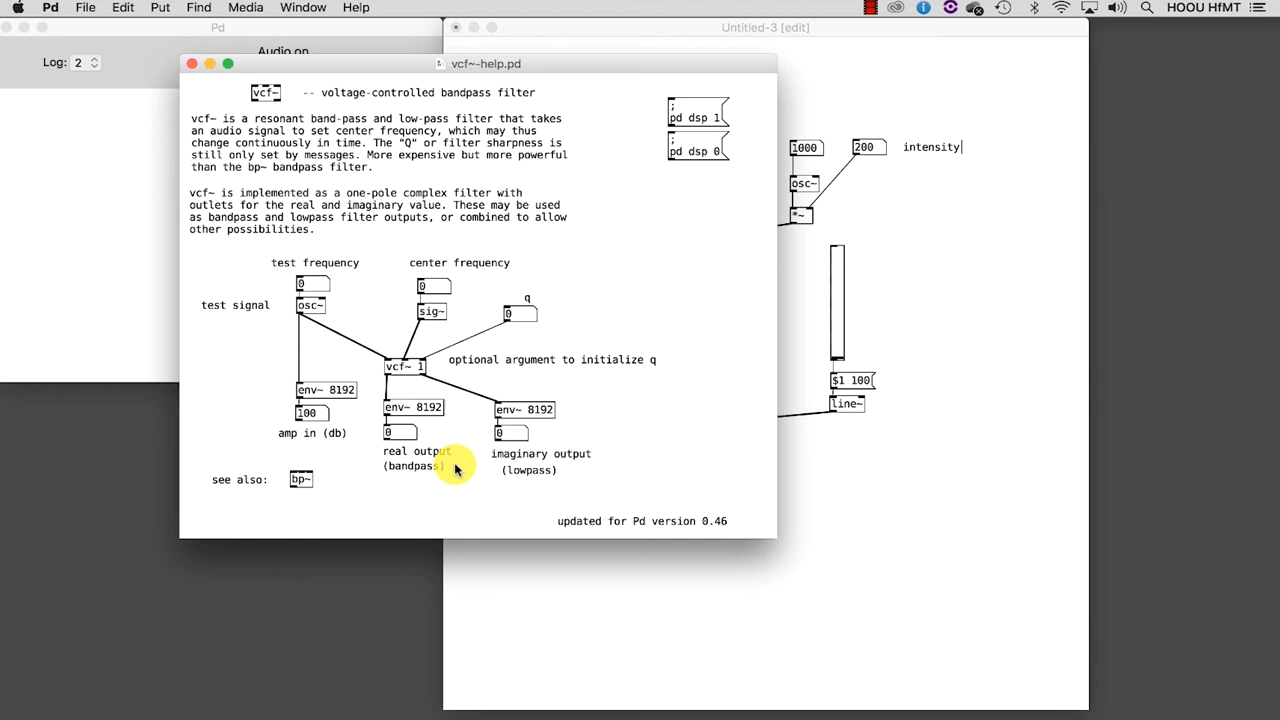 Pd File Edit Put Find Media Window Help
HOOU HfMT
Pd
Untitled-3 [edit]
Audio on
Log: 2
vcf~-help.pd
vcf~ -- voltage-controlled bandpass filter
vcf~ is a resonant band-pass and low-pass filter that takes
an audio signal to set center frequency, which may thus
change continuously in time. The "Q" or filter sharpness is
still only set by messages. More expensive but more powerful
than the bp~ bandpass filter.
vcf~ is implemented as a one-pole complex filter with
outlets for the real and imaginary value. These may be used
as bandpass and lowpass filter outputs, or combined to allow
other possibilities.
;
pd dsp 1
;
pd dsp 0
test frequency
center frequency
0
0
q
test signal
osc~
sig~
0
vcf~ 1
optional argument to initialize q
env~ 8192
env~ 8192
env~ 8192
100
0
0
amp in (db)
real output
(bandpass)
imaginary output
(lowpass)
see also:
bp~
updated for Pd version 0.46
1000
200
intensity
osc~
*~
$1 100
line~